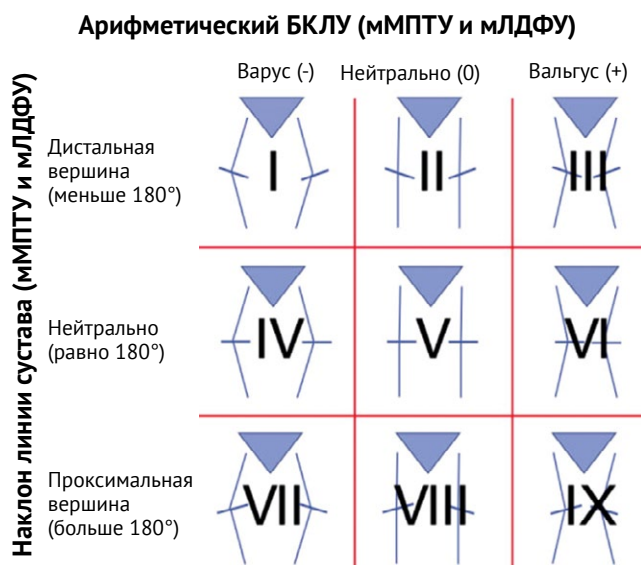 Арифметический БКЛУ (мМПТУ и мЛДФУ)
Варус (-) Нейтрально (0) Вальгус (+)
Наклон линии сустава (мМПТУ и мЛДФУ)
Дистальная
вершина
(меньше 180°)
I II III
Нейтрально
(равно 180°)
IV V VI
Проксимальная
вершина
(больше 180°)
VII VIII IX